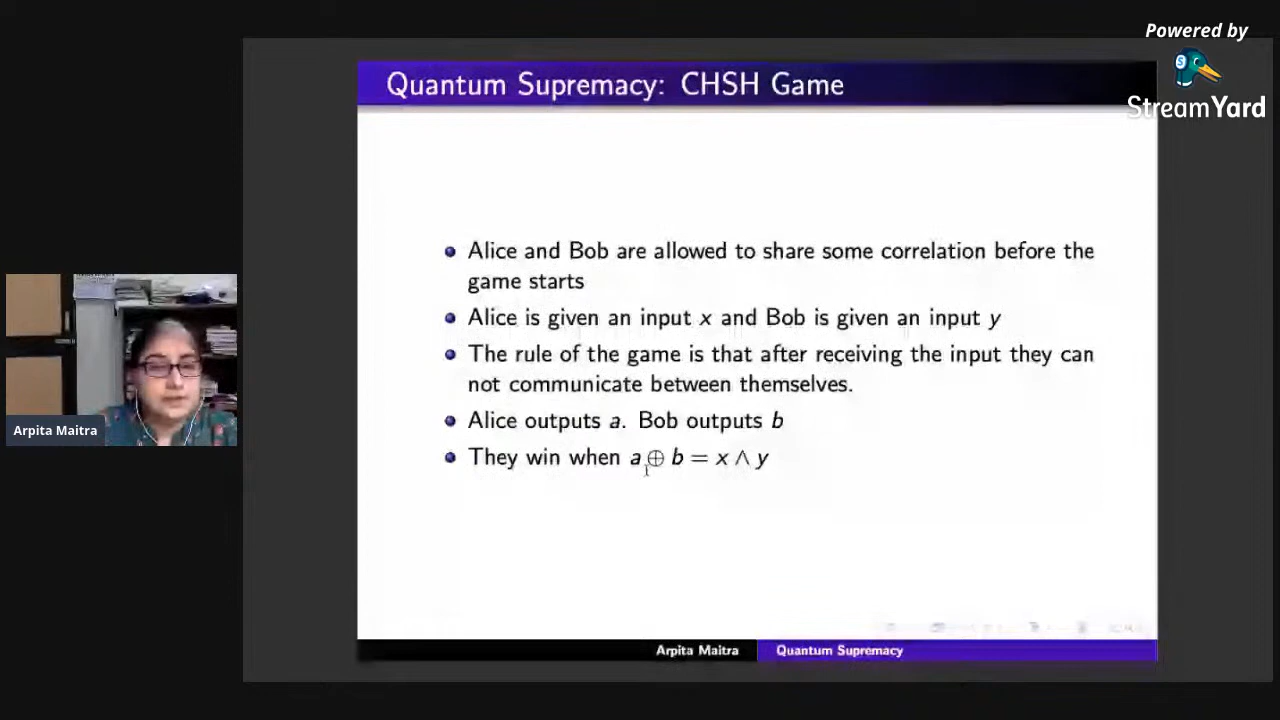 Powered by
StreamYard
Quantum Supremacy: CHSH Game
Alice and Bob are allowed to share some correlation before the
game starts
Alice is given an input x and Bob is given an input y
The rule of the game is that after receiving the input they can
not communicate between themselves.
Alice outputs a. Bob outputs b
They win when a ⊕ b = x ∧ y
Arpita Maitra
Arpita Maitra Quantum Supremacy